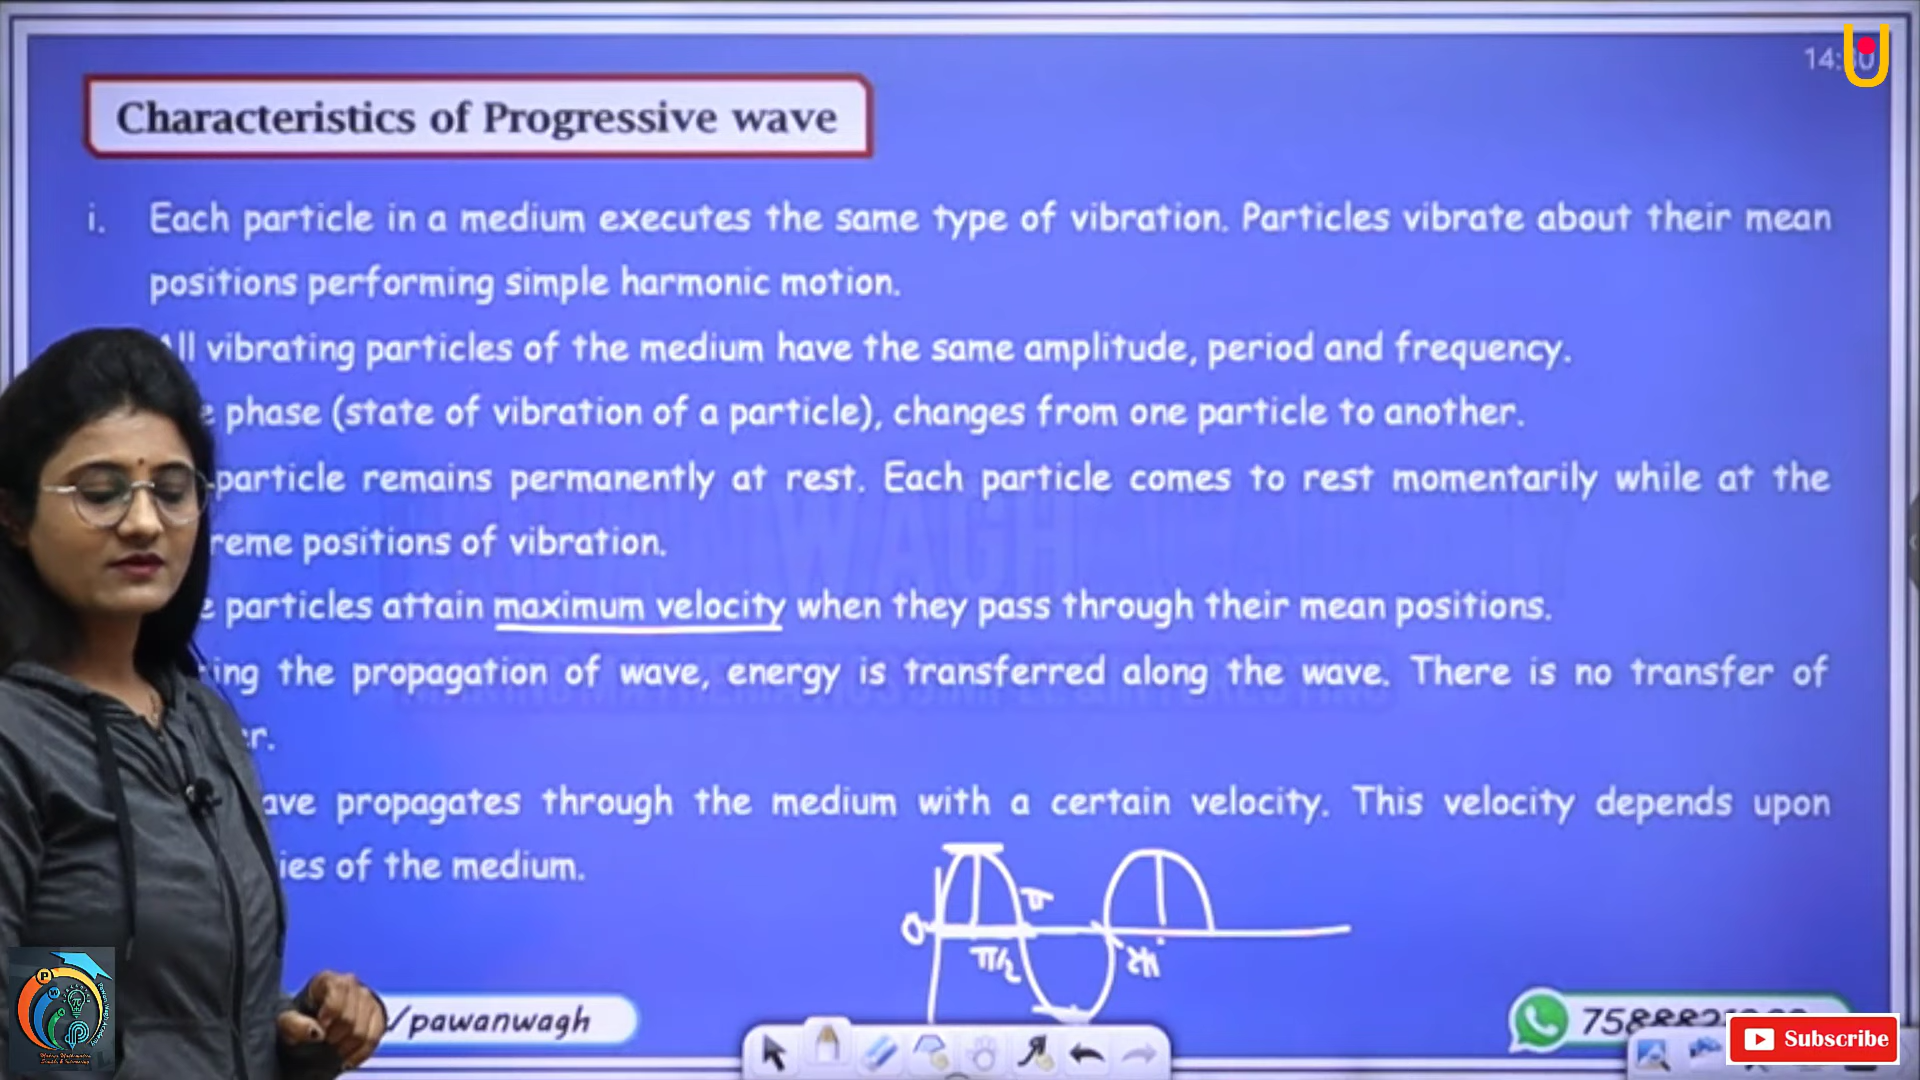 Characteristics of Progressive wave
i. Each particle in a medium executes the same type of vibration. Particles vibrate about their mean
positions performing simple harmonic motion.
vibrating particles of the medium have the same amplitude, period and frequency.
phase (state of vibration of a particle), changes from one particle to another.
particle remains permanently at rest. Each particle comes to rest momentarily while at the
reme positions of vibration.
particles attain maximum velocity when they pass through their mean positions.
ing the propagation of wave, energy is transferred along the wave. There is no transfer of
er.
ave propagates through the medium with a certain velocity. This velocity depends upon
ies of the medium.
π
0
π/2
2π
/pawanwagh
Subscribe